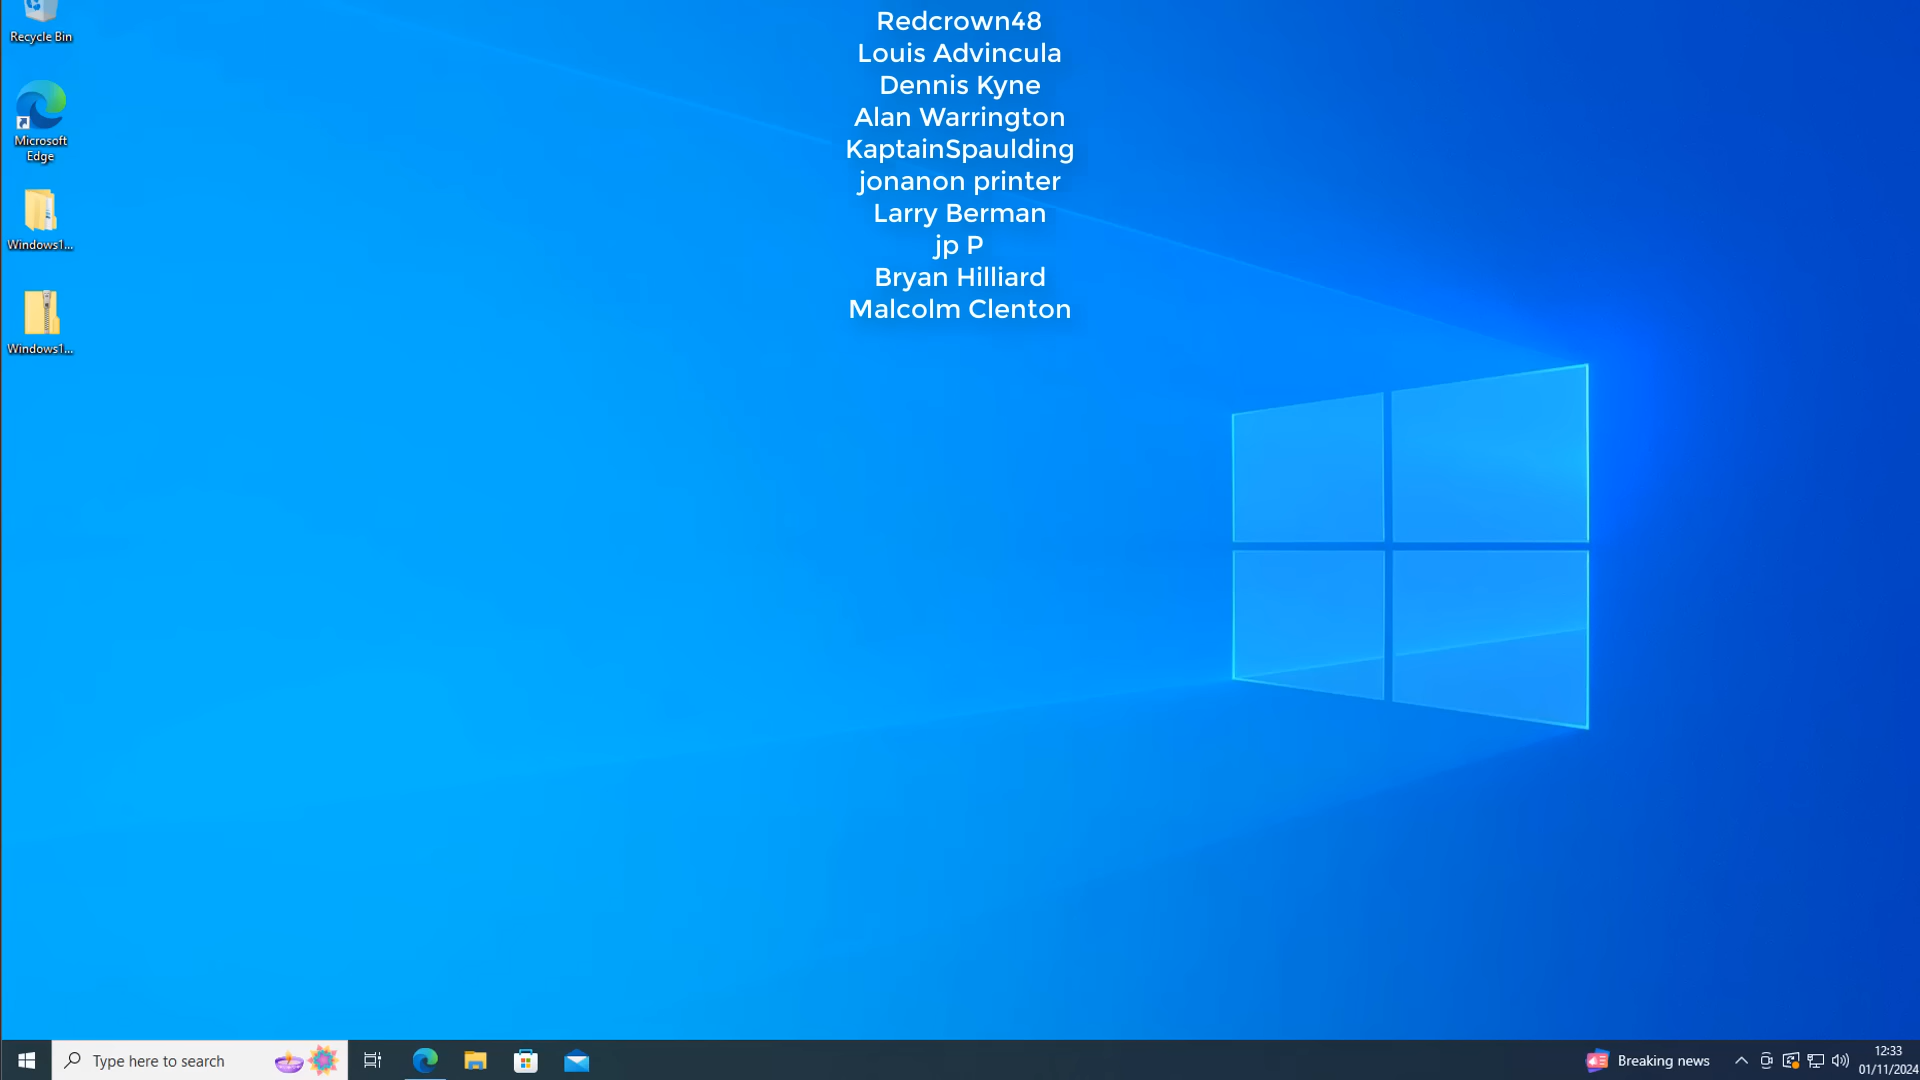 Redcrown48
Louis Advincula
Dennis Kyne
Alan Warrington
KaptainSpaulding
jonanon printer
Larry Berman
jp P
Bryan Hilliard
Malcolm Clenton
Recycle Bin
Microsoft
Edge
Windows1...
Windows1...
Type here to search
Breaking news
12:33
01/11/2024